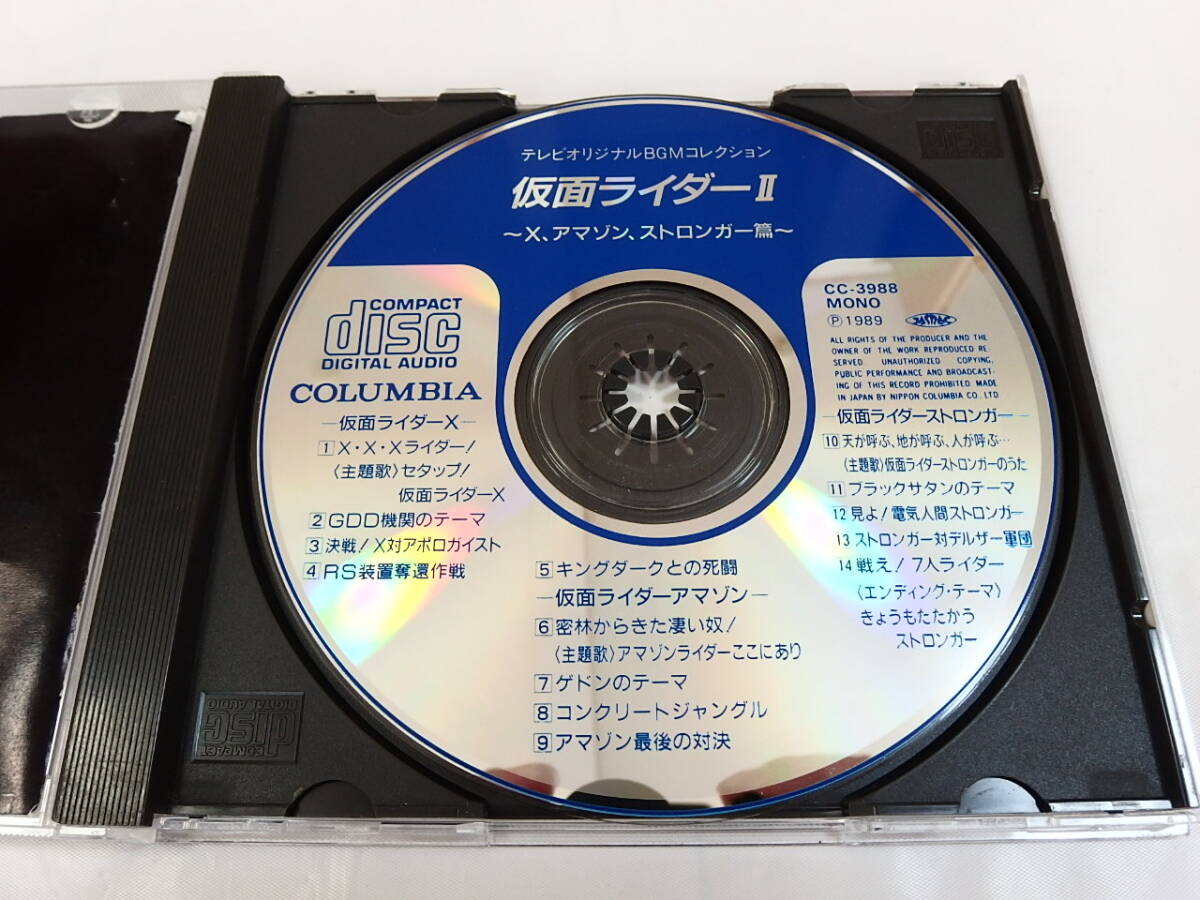 テレビオリジナルBGMコレクション
仮面ライダーⅡ
～X、アマゾン、ストロンガー篇～
COMPACT
disc
DIGITAL AUDIO
COLUMBIA
—仮面ライダーX—
1 X・X・Xライダー!
〈主題歌〉セタップ!
仮面ライダーX
2 GDD機関のテーマ
3 決戦! X対アポロガイスト
4 RS装置奪還作戦
5 キングダークとの死闘
—仮面ライダーアマゾン—
6 密林からきた凄い奴!
〈主題歌〉アマゾンライダーここにあり
7 ゲドンのテーマ
8 コンクリートジャングル
9 アマゾン最後の対決
CC-3988
MONO
Ⓟ1989
ALL RIGHTS OF THE PRODUCER AND THE
OWNER OF THE WORK REPRODUCED RE-
SERVED UNAUTHORIZED COPYING,
PUBLIC PERFORMANCE AND BROADCAST-
ING OF THIS RECORD PROHIBITED MADE
IN JAPAN BY NIPPON COLUMBIA CO., LTD.
—仮面ライダーストロンガー—
10 天が呼ぶ、地が呼ぶ、人が呼ぶ…
〈主題歌〉仮面ライダーストロンガーのうた
11 ブラックサタンのテーマ
12 見よ! 電気人間ストロンガー
13 ストロンガー対デルザー軍団
14 戦え! 7人ライダー
〈エンディング・テーマ〉
きょうもたたかう
ストロンガー
COMPACT
disc
DIGITAL AUDIO